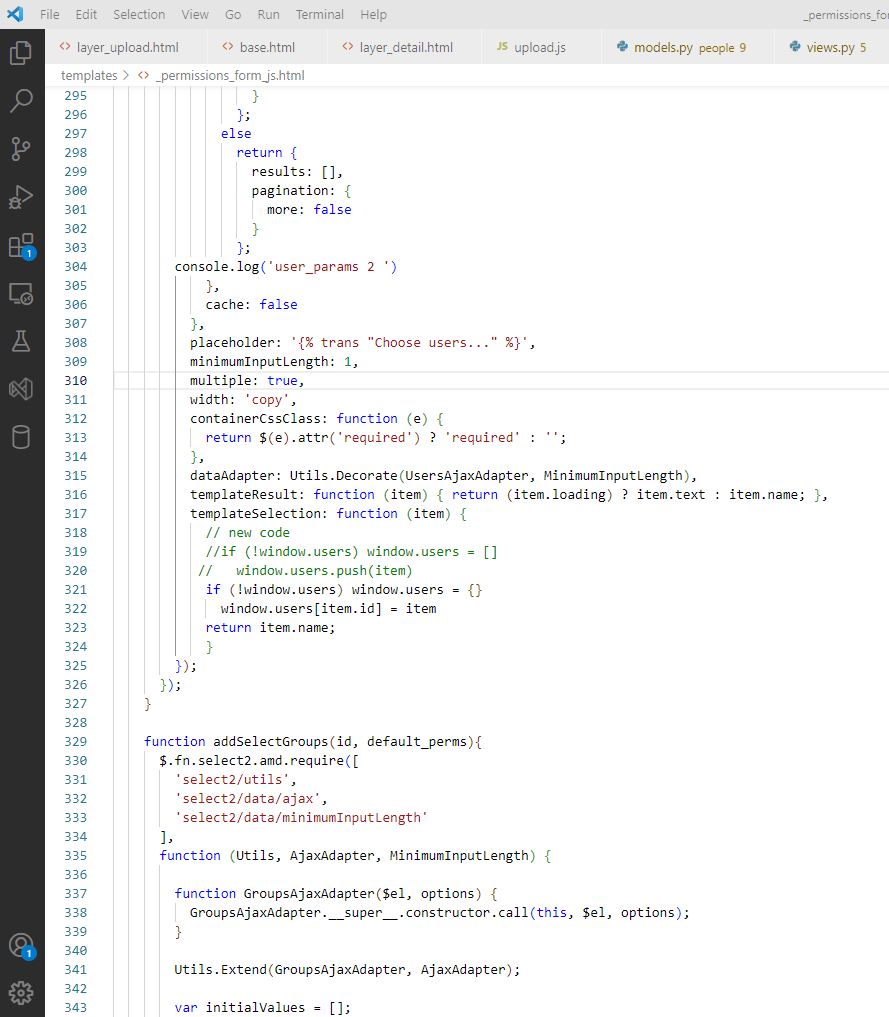 File Edit Selection View Go Run Terminal Help _permissions_for
layer_upload.html base.html layer_detail.html JS upload.js models.py people 9 views.py 5
templates > _permissions_form_js.html
295 }
296 };
297 else
298 return {
299 results: [],
300 pagination: {
301 more: false
302 }
303 };
304 console.log('user_params 2 ')
305 },
306 cache: false
307 },
308 placeholder: '{% trans "Choose users..." %}',
309 minimumInputLength: 1,
310 multiple: true,
311 width: 'copy',
312 containerCssClass: function (e) {
313 return $(e).attr('required') ? 'required' : '';
314 },
315 dataAdapter: Utils.Decorate(UsersAjaxAdapter, MinimumInputLength),
316 templateResult: function (item) { return (item.loading) ? item.text : item.name; },
317 templateSelection: function (item) {
318 // new code
319 //if (!window.users) window.users = []
320 // window.users.push(item)
321 if (!window.users) window.users = {}
322 window.users[item.id] = item
323 return item.name;
324 }
325 });
326 });
327 }
328
329 function addSelectGroups(id, default_perms){
330 $.fn.select2.amd.require([
331 'select2/utils',
332 'select2/data/ajax',
333 'select2/data/minimumInputLength'
334 ],
335 function (Utils, AjaxAdapter, MinimumInputLength) {
336
337 function GroupsAjaxAdapter($el, options) {
338 GroupsAjaxAdapter.__super__.constructor.call(this, $el, options);
339 }
340
341 Utils.Extend(GroupsAjaxAdapter, AjaxAdapter);
342
343 var initialValues = [];
1
1